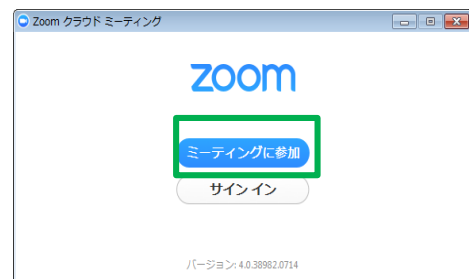 Zoom クラウド ミーティング
zoom
ミーティングに参加
サイン イン
バージョン: 4.0.38982.0714